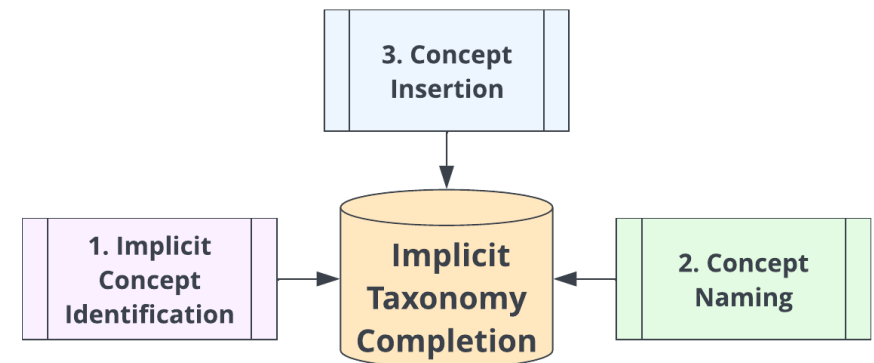 3. Concept
Insertion
1. Implicit
Concept
Identification
Implicit
Taxonomy
Completion
2. Concept
Naming